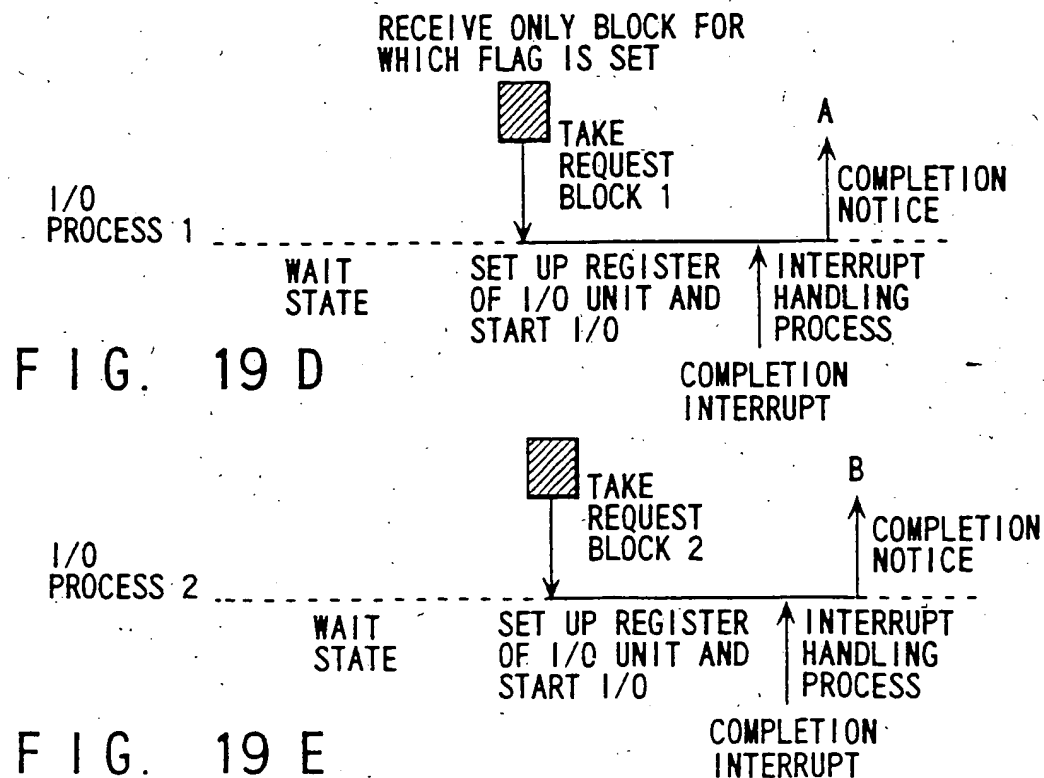 RECEIVE ONLY BLOCK FOR
WHICH FLAG IS SET
TAKE
REQUEST
BLOCK 1
A
COMPLETION
NOTICE
I/O
PROCESS 1
WAIT
STATE
SET UP REGISTER
OF I/O UNIT AND
START I/O
INTERRUPT
HANDLING
PROCESS
COMPLETION
INTERRUPT
FIG. 19D
TAKE
REQUEST
BLOCK 2
B
COMPLETION
NOTICE
I/O
PROCESS 2
WAIT
STATE
SET UP REGISTER
OF I/O UNIT AND
START I/O
INTERRUPT
HANDLING
PROCESS
COMPLETION
INTERRUPT
FIG. 19E